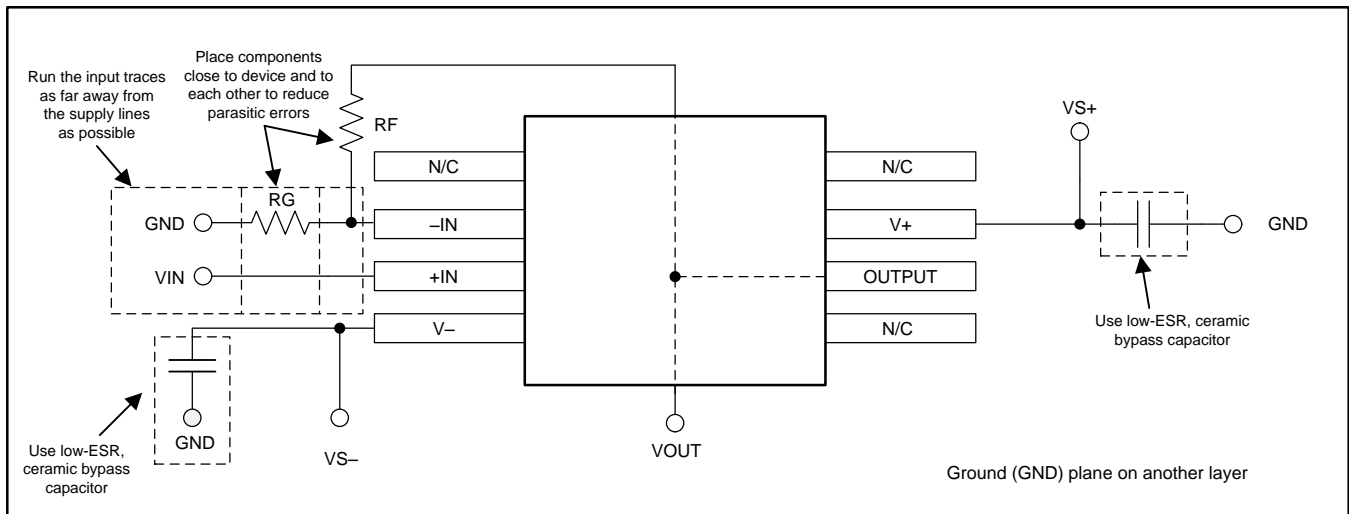 Place components
close to device and to
each other to reduce
parasitic errors
Run the input traces
as far away from
the supply lines
as possible
RF
VS+
N/C
N/C
RG
GND
–IN
V+
GND
VIN
+IN
OUTPUT
V–
N/C
Use low-ESR, ceramic
bypass capacitor
GND
Use low-ESR,
ceramic bypass
capacitor
VS–
VOUT
Ground (GND) plane on another layer